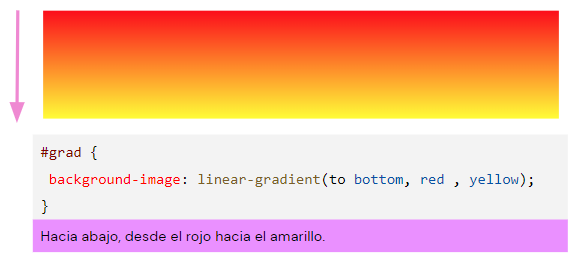 #grad {
background-image: linear-gradient(to bottom, red , yellow);
}
Hacia abajo, desde el rojo hacia el amarillo.